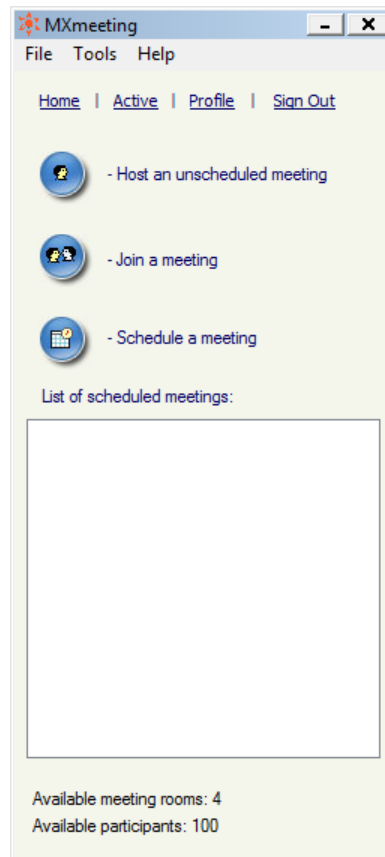 MXmeeting
File Tools Help
Home | Active | Profile | Sign Out
- Host an unscheduled meeting
- Join a meeting
- Schedule a meeting
List of scheduled meetings:
Available meeting rooms: 4
Available participants: 100